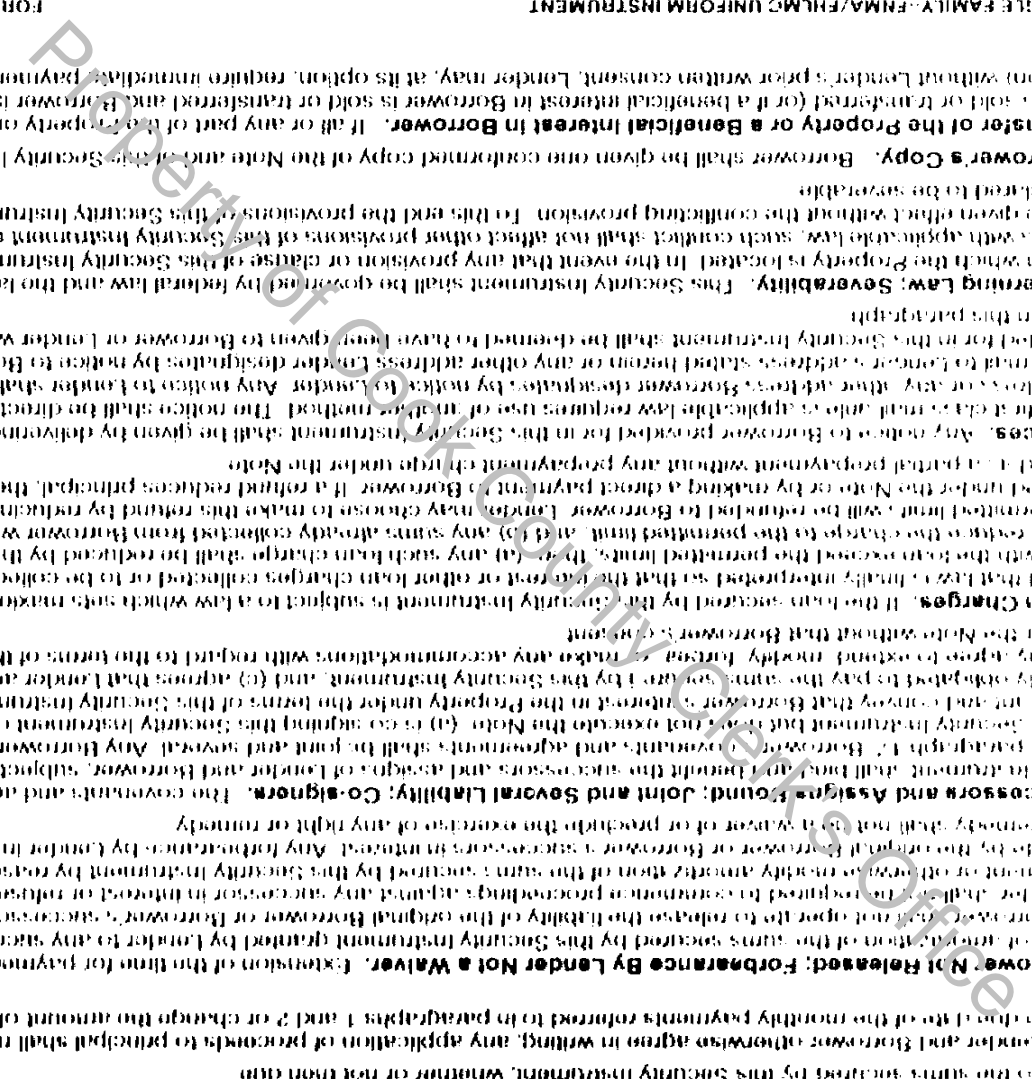 o the sums secured by this Security Instrument, whether or not then due
ender and Borrower otherwise agree in writing, any application of proceeds to principal shall
due date of the monthly payments referred to in paragraphs 1 and 2 or change the amount of
ower Not Released; Forbearance By Lender Not a Waiver. Extension of the time for payme
of amortization of the sums secured by this Security Instrument granted by Lender to any succ
rrower shall not operate to release the liability of the original Borrower or Borrower's successo
der shall not be required to commence proceedings against any successor in interest or refuse
ment or otherwise modify amortization of the sums secured by this Security Instrument by reas
de by the original Borrower or Borrower's successors in interest. Any forbearance by Lender in
emedy shall not be a waiver of or preclude the exercise of any right or remedy
cessors and Assigns Bound; Joint and Several Liability; Co-signers. The covenants and a
Instrument shall bind and benefit the successors and assigns of Lender and Borrower, subject
paragraph 17. Borrower's covenants and agreements shall be joint and several. Any Borrower
Security Instrument but does not execute the Note: (a) is co-signing this Security Instrument
ant and convey that Borrower's interest in the Property under the terms of this Security Instrum
ly obligated to pay the sums secured by this Security Instrument; and (c) agrees that Lender a
y agree to extend, modify, forbear or make any accommodations with regard to the terms of th
r the Note without that Borrower's consent
n Charges. If the loan secured by this Security Instrument is subject to a law which sets maxim
d that law is finally interpreted so that the interest or other loan charges collected or to be collec
with the loan exceed the permitted limits, then: (a) any such loan charge shall be reduced by th
reduce the charge to the permitted limit; and (b) any sums already collected from Borrower w
rmitted limits will be refunded to Borrower. Lender may choose to make this refund by reducin
ed under the Note or by making a direct payment to Borrower. If a refund reduces principal, the
d as a partial prepayment without any prepayment charge under the Note
ces. Any notice to Borrower provided for in this Security Instrument shall be given by delivering
irst class mail unless applicable law requires use of another method. The notice shall be direct
dress or any other address Borrower designates by notice to Lender. Any notice to Lender shal
mail to Lender's address stated herein or any other address Lender designates by notice to Bo
ded for in this Security Instrument shall be deemed to have been given to Borrower or Lender w
n this paragraph
erning Law; Severability. This Security Instrument shall be governed by federal law and the la
n which the Property is located. In the event that any provision or clause of this Security Instrum
with applicable law, such conflict shall not affect other provisions of this Security Instrument
e given effect without the conflicting provision. To this end the provisions of this Security Instrum
lared to be severable
rower's Copy. Borrower shall be given one conformed copy of the Note and of this Security I
nsfer of the Property or a Beneficial Interest in Borrower. If all or any part of the Property or
s sold or transferred (or if a beneficial interest in Borrower is sold or transferred and Borrower i
on) without Lender's prior written consent, Lender may, at its option, require immediate payme
GLE FAMILY--FNMA/FHLMC UNIFORM INSTRUMENT
FOR
Property of Cook County Clerk's Office